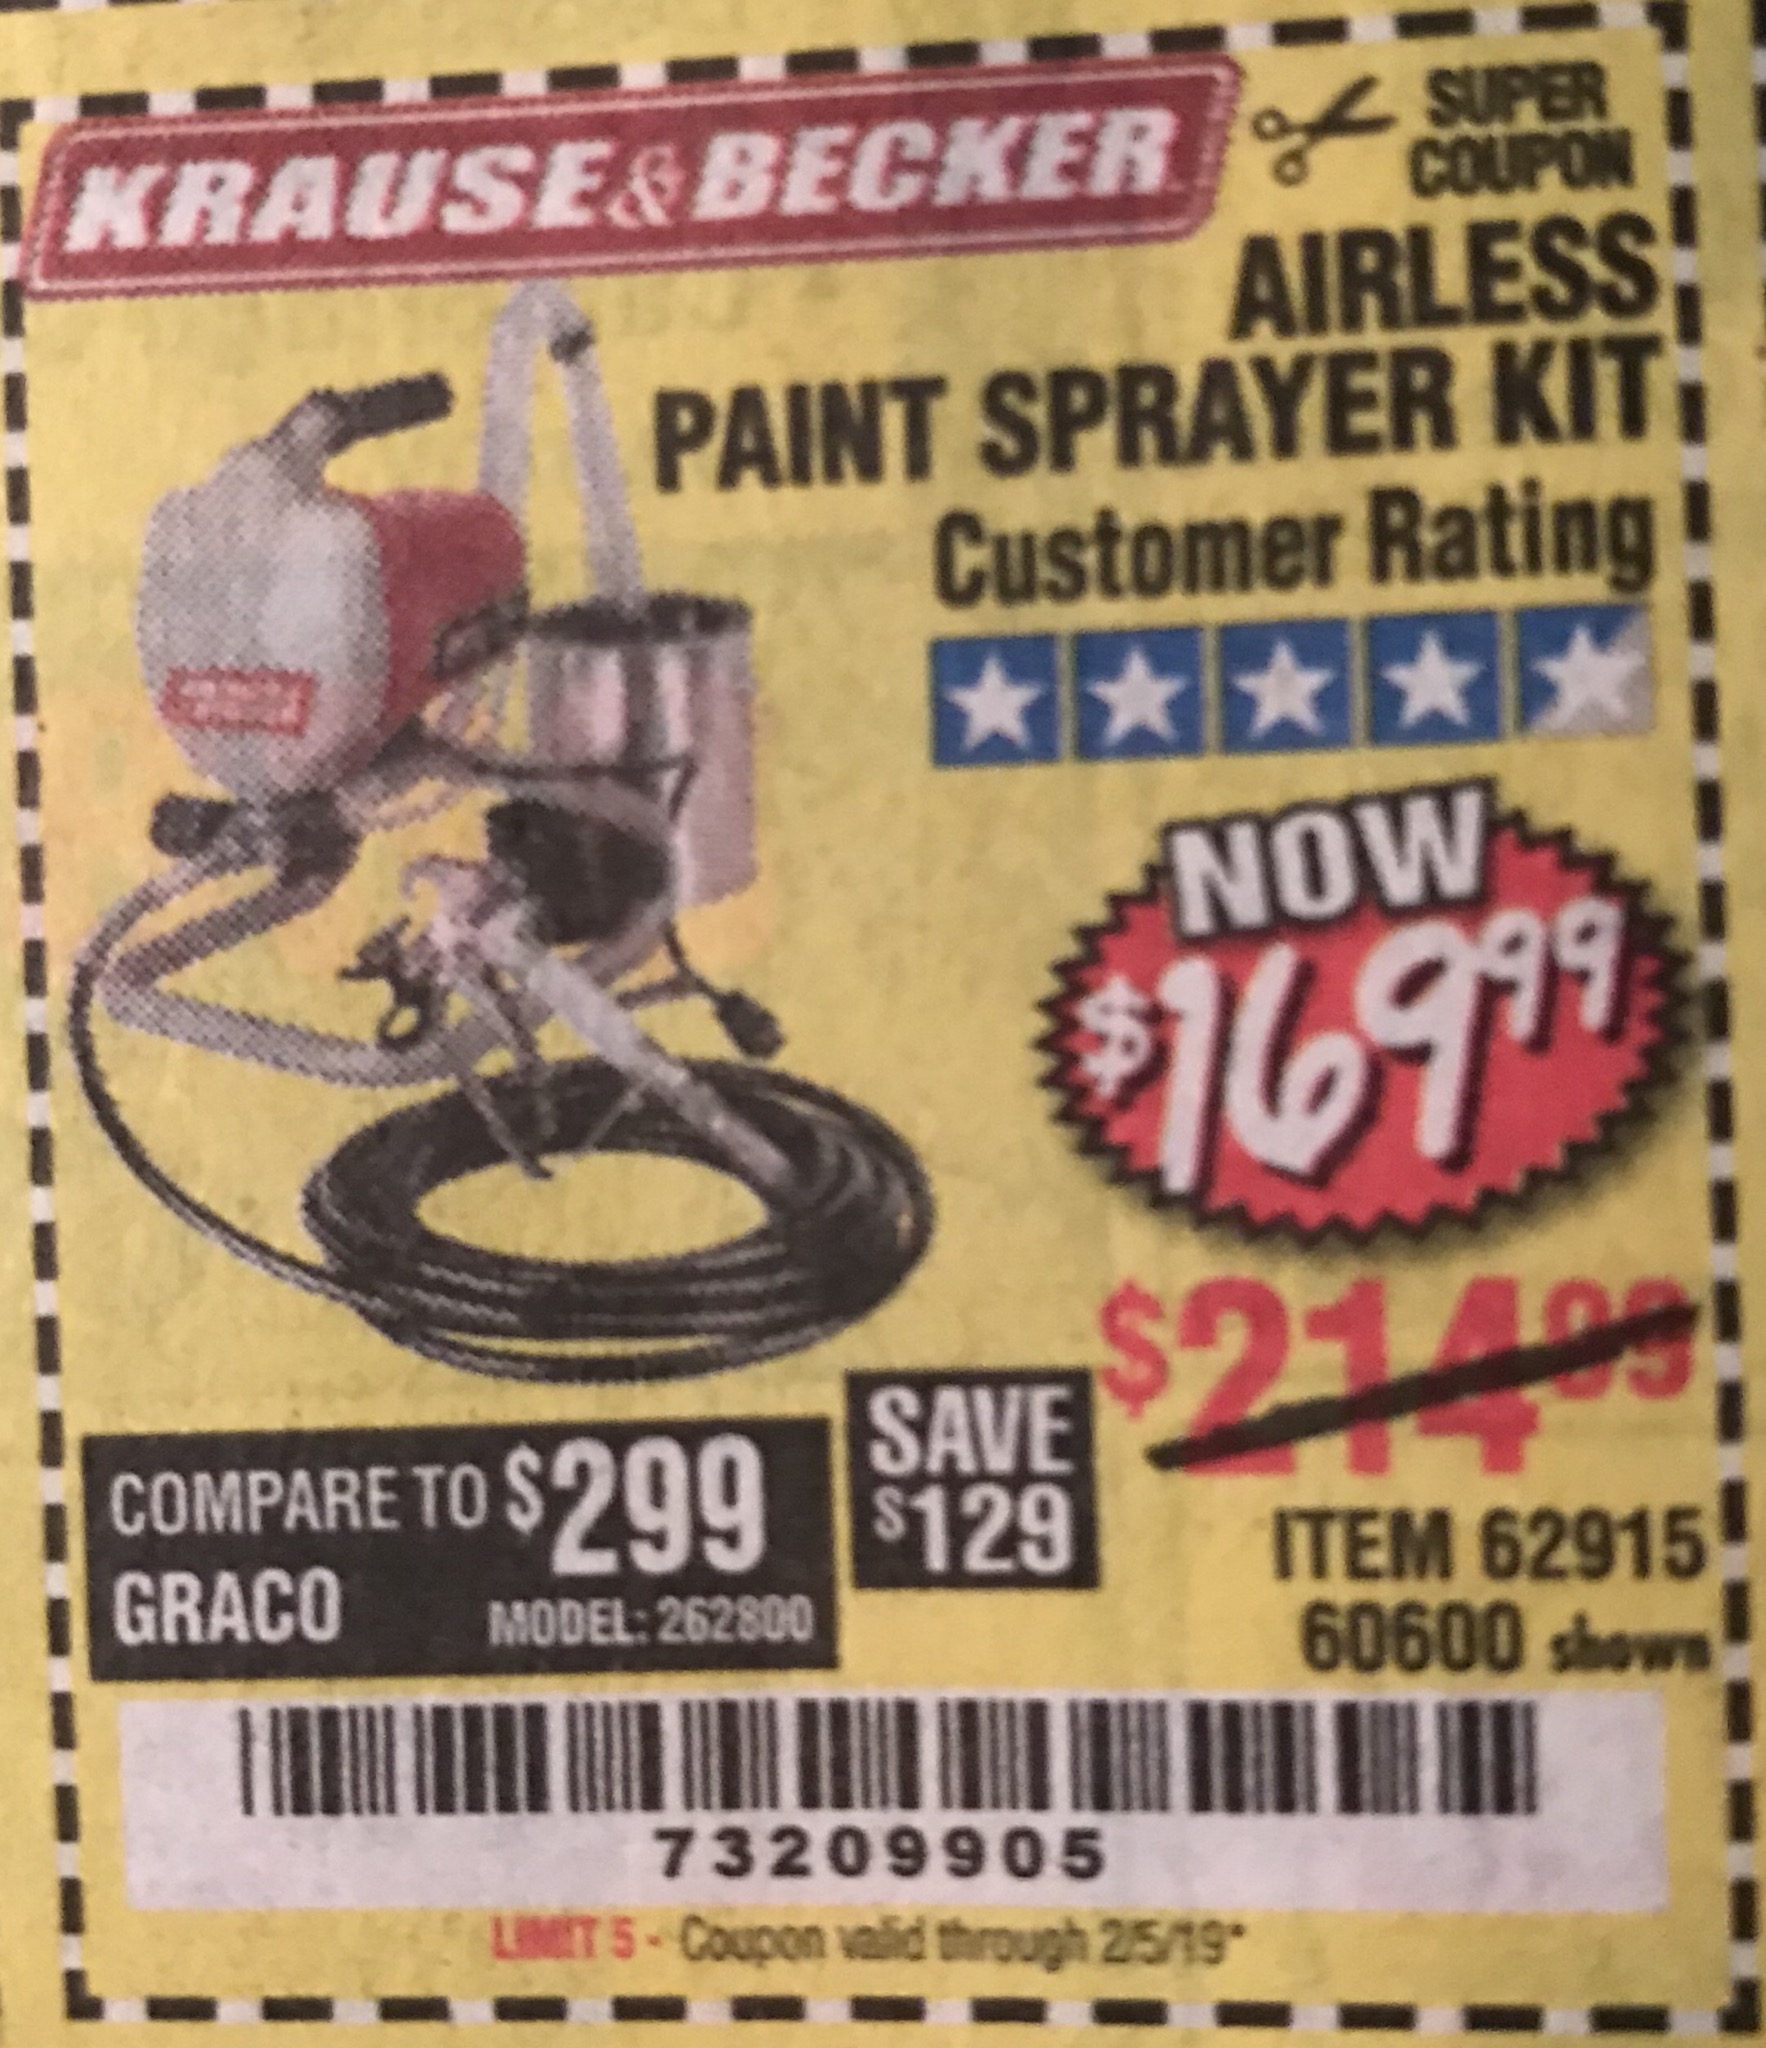 KRAUSE & BECKER
SUPER
COUPON
AIRLESS
PAINT SPRAYER KIT
Customer Rating
NOW
$169.99
$214.99
COMPARE TO $299
GRACO
MODEL: 262800
SAVE
$129
ITEM 62915
60600 shown
73209905
LIMIT 5 - Coupon valid through 2/5/19*